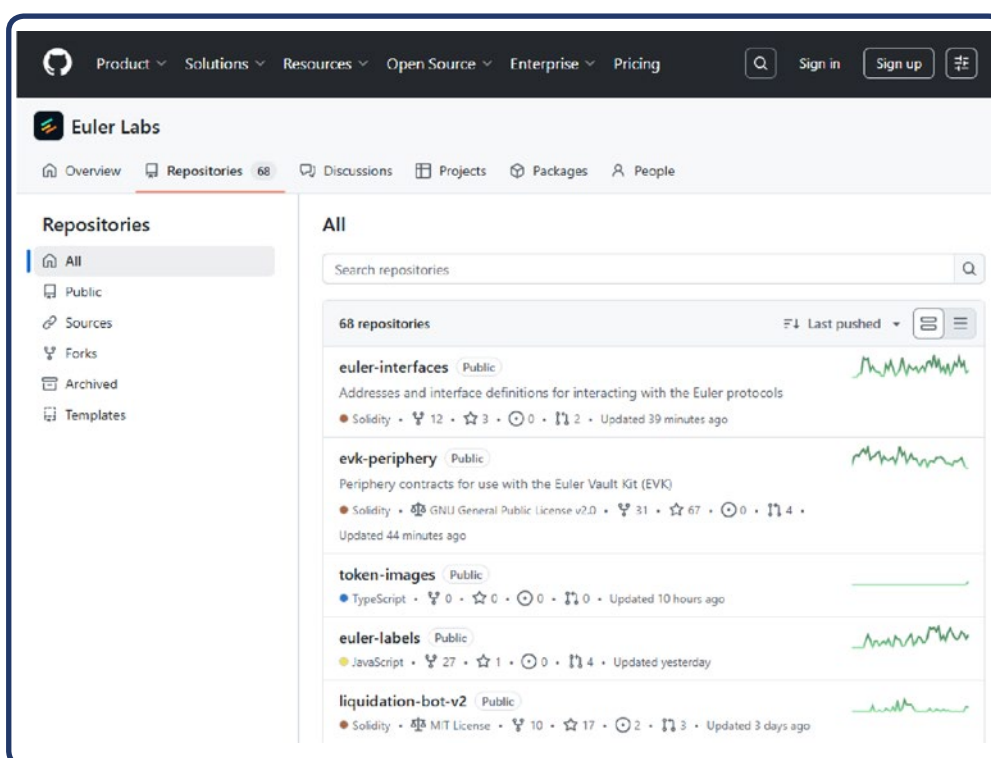 Product Solutions Resources Open Source Enterprise Pricing Sign in Sign up
Euler Labs
Overview Repositories 68 Discussions Projects Packages People
Repositories
All
Public
Sources
Forks
Archived
Templates
All
Search repositories
68 repositories Last pushed
euler-interfaces Public
Addresses and interface definitions for interacting with the Euler protocols
Solidity • 12 • 3 • 0 • 2 • Updated 39 minutes ago
evk-periphery Public
Periphery contracts for use with the Euler Vault Kit (EVK)
Solidity • GNU General Public License v2.0 • 31 • 67 • 0 • 4 •
Updated 44 minutes ago
token-images Public
TypeScript • 0 • 0 • 0 • 0 • Updated 10 hours ago
euler-labels Public
JavaScript • 27 • 1 • 0 • 4 • Updated yesterday
liquidation-bot-v2 Public
Solidity • MIT License • 10 • 17 • 2 • 3 • Updated 3 days ago